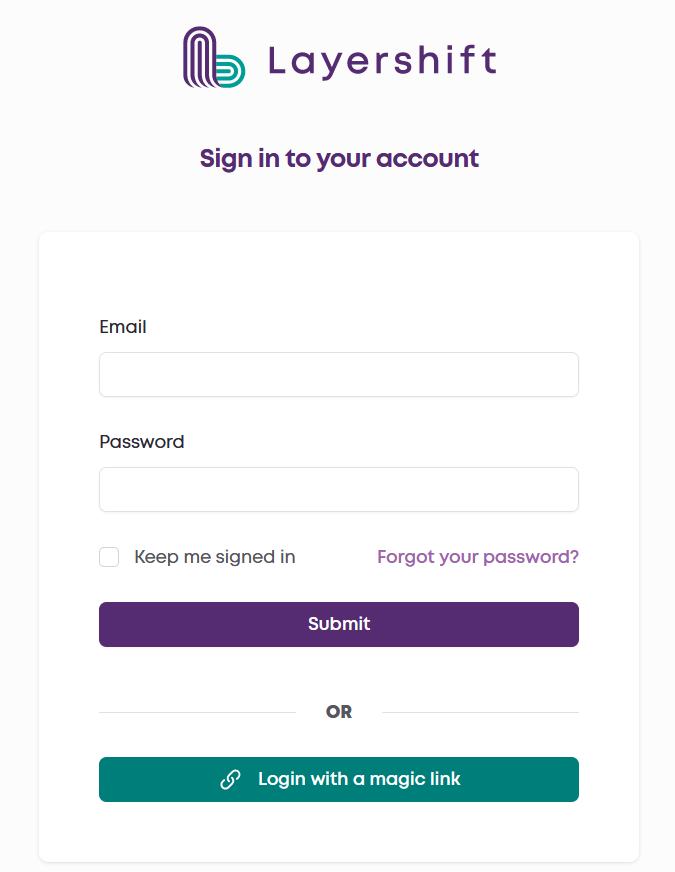 Layershift
Sign in to your account
Email
Password
Keep me signed in
Forgot your password?
Submit
OR
Login with a magic link